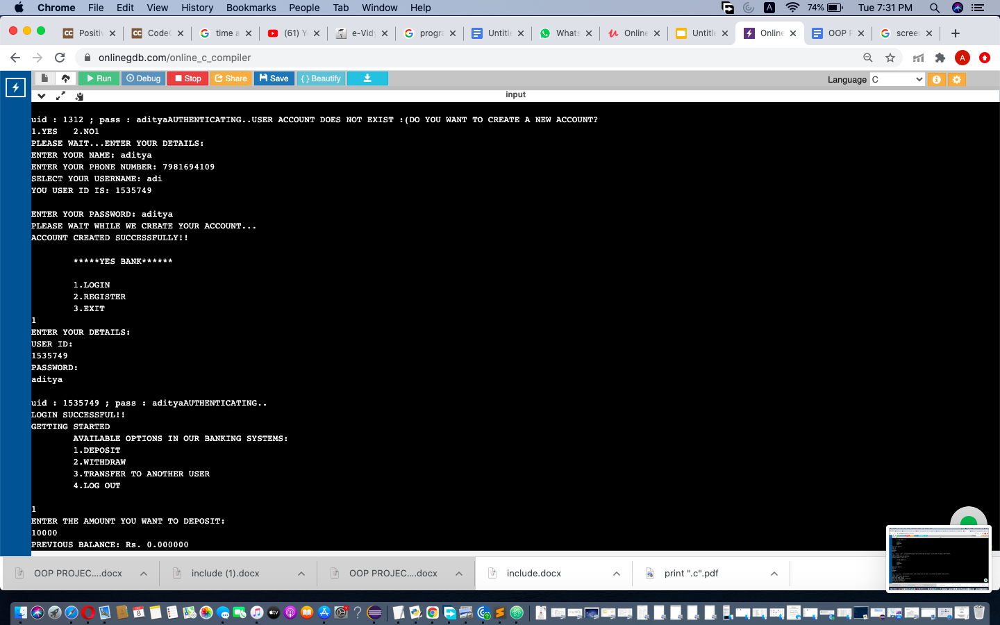 Chrome File Edit View History Bookmarks People Tab Window Help 74% Tue 7:31 PM
Positiv CodeC time a (61) Y e-Vidy progra Untitle Whats Online Untitle Online OOP F screen
onlinegdb.com/online_c_compiler A
Run Debug Stop Share Save {} Beautify Language C
input
uid : 1312 ; pass : adityaAUTHENTICATING..USER ACCOUNT DOES NOT EXIST :(DO YOU WANT TO CREATE A NEW ACCOUNT?
1.YES 2.NO1
PLEASE WAIT...ENTER YOUR DETAILS:
ENTER YOUR NAME: aditya
ENTER YOUR PHONE NUMBER: 7981694109
SELECT YOUR USERNAME: adi
YOU USER ID IS: 1535749
ENTER YOUR PASSWORD: aditya
PLEASE WAIT WHILE WE CREATE YOUR ACCOUNT...
ACCOUNT CREATED SUCCESSFULLY!!
*****YES BANK******
1.LOGIN
2.REGISTER
3.EXIT
1
ENTER YOUR DETAILS:
USER ID:
1535749
PASSWORD:
aditya
uid : 1535749 ; pass : adityaAUTHENTICATING..
LOGIN SUCCESSFUL!!
GETTING STARTED
AVAILABLE OPTIONS IN OUR BANKING SYSTEMS:
1.DEPOSIT
2.WITHDRAW
3.TRANSFER TO ANOTHER USER
4.LOG OUT
1
ENTER THE AMOUNT YOU WANT TO DEPOSIT:
10000
PREVIOUS BALANCE: Rs. 0.000000
OOP PROJEC....docx include (1).docx OOP PROJEC....docx include.docx print ".c".pdf